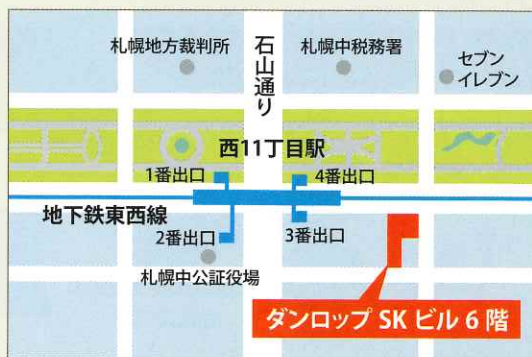 札幌地方裁判所
石山通り
札幌中税務署
セブン
イレブン
西11丁目駅
1番出口
4番出口
地下鉄東西線
2番出口
3番出口
札幌中公証役場
ダンロップ SK ビル 6 階